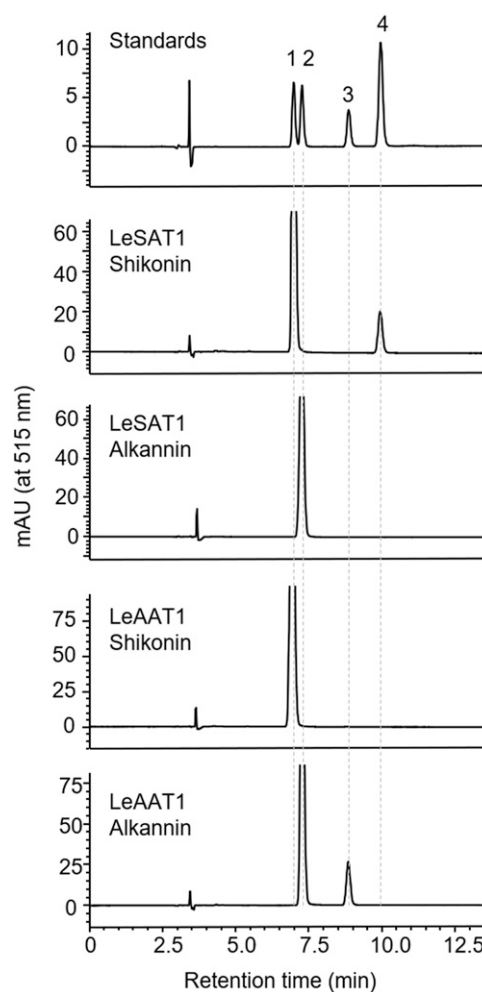 Standards
1 2 3 4
10
5
0
LeSAT1
Shikonin
60
40
20
0
LeSAT1
Alkannin
60
40
20
0
LeAAT1
Shikonin
75
50
25
0
LeAAT1
Alkannin
75
50
25
0
mAU (at 515 nm)
0 2.5 5.0 7.5 10.0 12.5
Retention time (min)